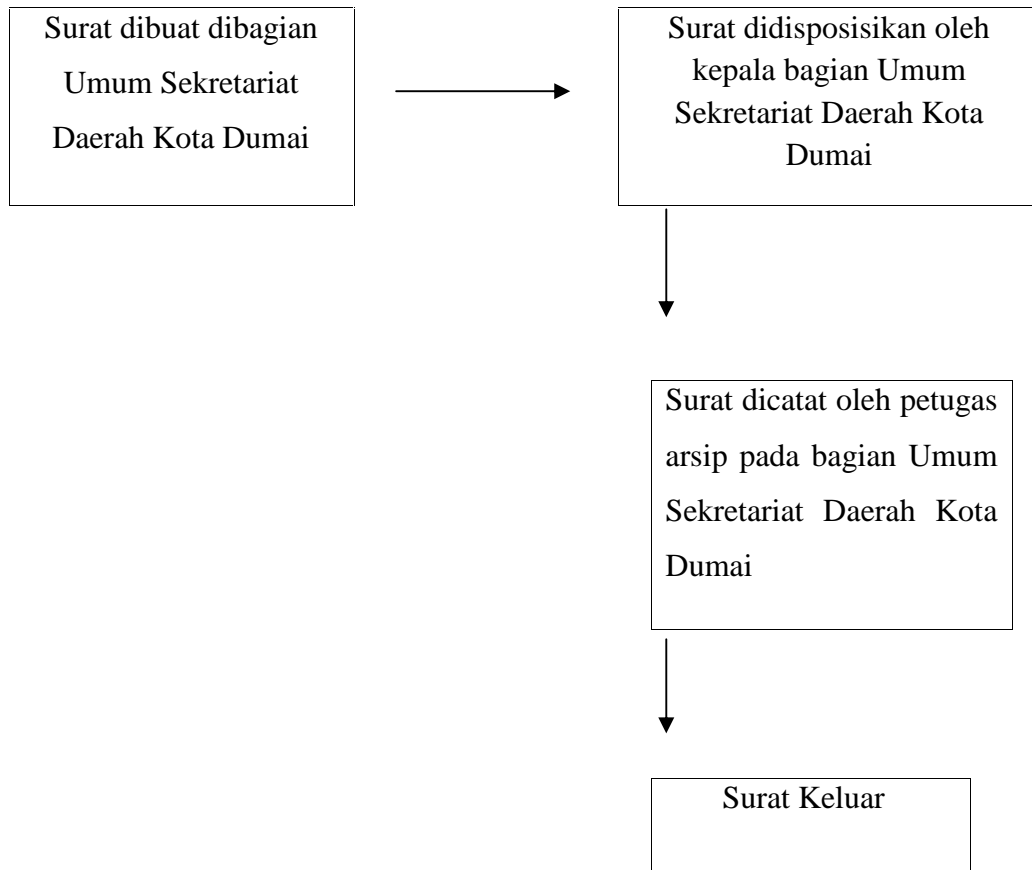 Surat dibuat dibagian
Umum Sekretariat
Daerah Kota Dumai
Surat didisposisikan oleh
kepala bagian Umum
Sekretariat Daerah Kota
Dumai
Surat dicatat oleh petugas
arsip pada bagian Umum
Sekretariat Daerah Kota
Dumai
Surat Keluar